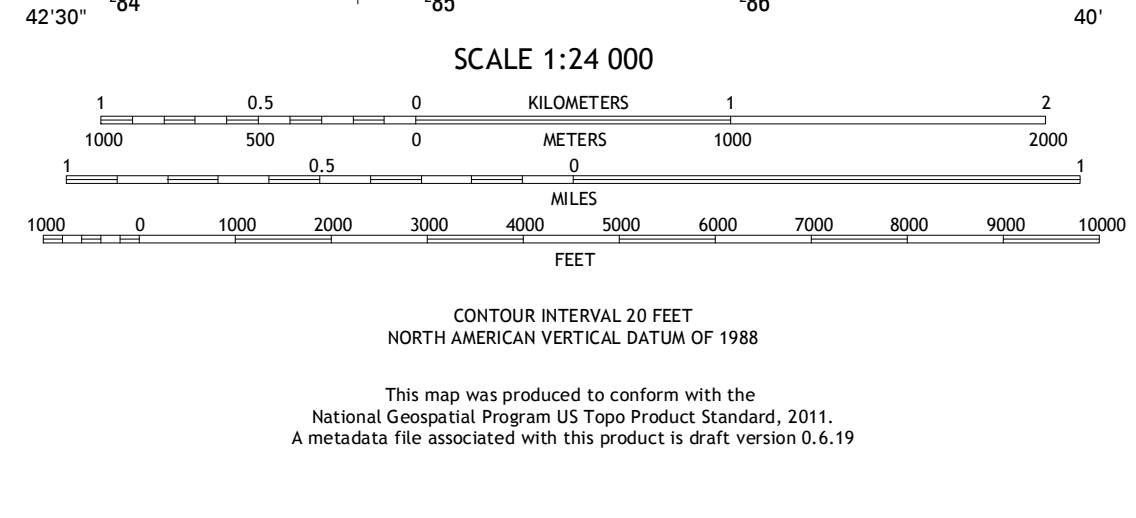 ⁻84 ⁻85 ⁻86
42'30" 40'
SCALE 1:24 000
1 0.5 0 KILOMETERS 1 2
1000 500 0 METERS 1000 2000
1 0.5 0 1
MILES
1000 0 1000 2000 3000 4000 5000 6000 7000 8000 9000 10000
FEET
CONTOUR INTERVAL 20 FEET
NORTH AMERICAN VERTICAL DATUM OF 1988
This map was produced to conform with the
National Geospatial Program US Topo Product Standard, 2011.
A metadata file associated with this product is draft version 0.6.19